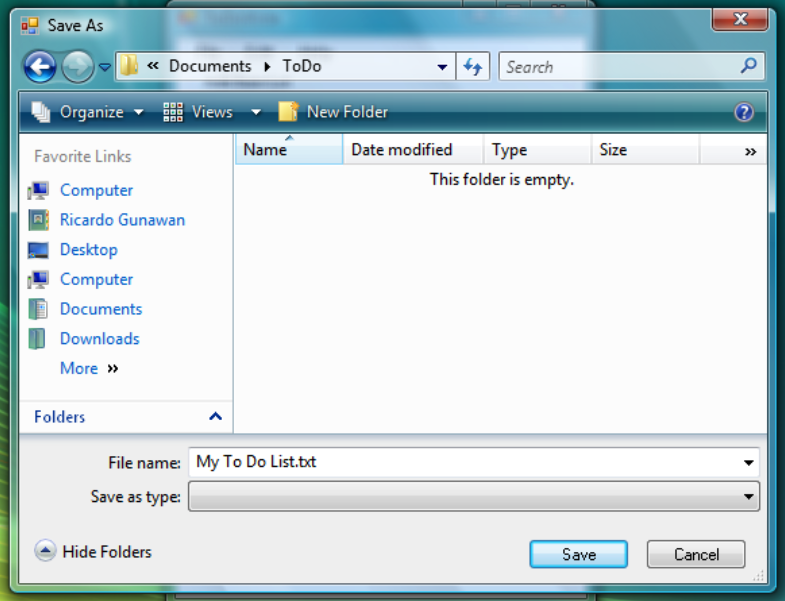 Save As
« Documents ▸ ToDo Search
Organize Views New Folder
Favorite Links
Computer
Ricardo Gunawan
Desktop
Computer
Documents
Downloads
More »
Folders
Name Date modified Type Size »
This folder is empty.
File name: My To Do List.txt
Save as type:
Hide Folders Save Cancel